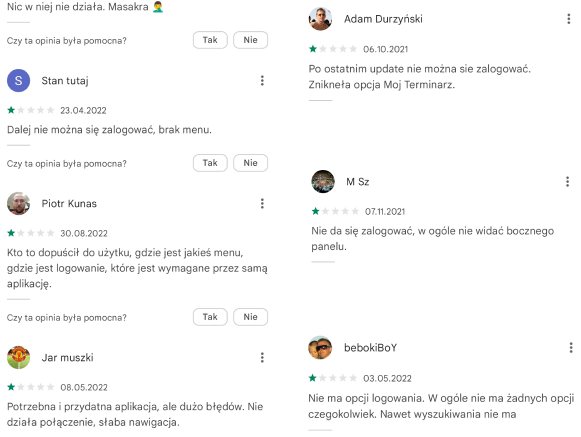 Nic w niej nie działa. Masakra 🤦‍♂️
Czy ta opinia była pomocna?
Tak
Nie
S
Stan tutaj
23.04.2022
Dalej nie można się zalogować, brak menu.
Czy ta opinia była pomocna?
Tak
Nie
Piotr Kunas
30.08.2022
Kto to dopuścił do użytku, gdzie jest jakieś menu,
gdzie jest logowanie, które jest wymagane przez samą
aplikację.
Czy ta opinia była pomocna?
Tak
Nie
Jar muszki
08.05.2022
Potrzebna i przydatna aplikacja, ale dużo błędów. Nie
działa połączenie, słaba nawigacja.
Adam Durzyński
06.10.2021
Po ostatnim update nie można sie zalogować.
Znikneła opcja Moj Terminarz.
M Sz
07.11.2021
Nie da się zalogować, w ogóle nie widać bocznego
panelu.
bebokiBoY
03.05.2022
Nie ma opcji logowania. W ogóle nie ma żadnych opcji
czegokolwiek. Nawet wyszukiwania nie ma